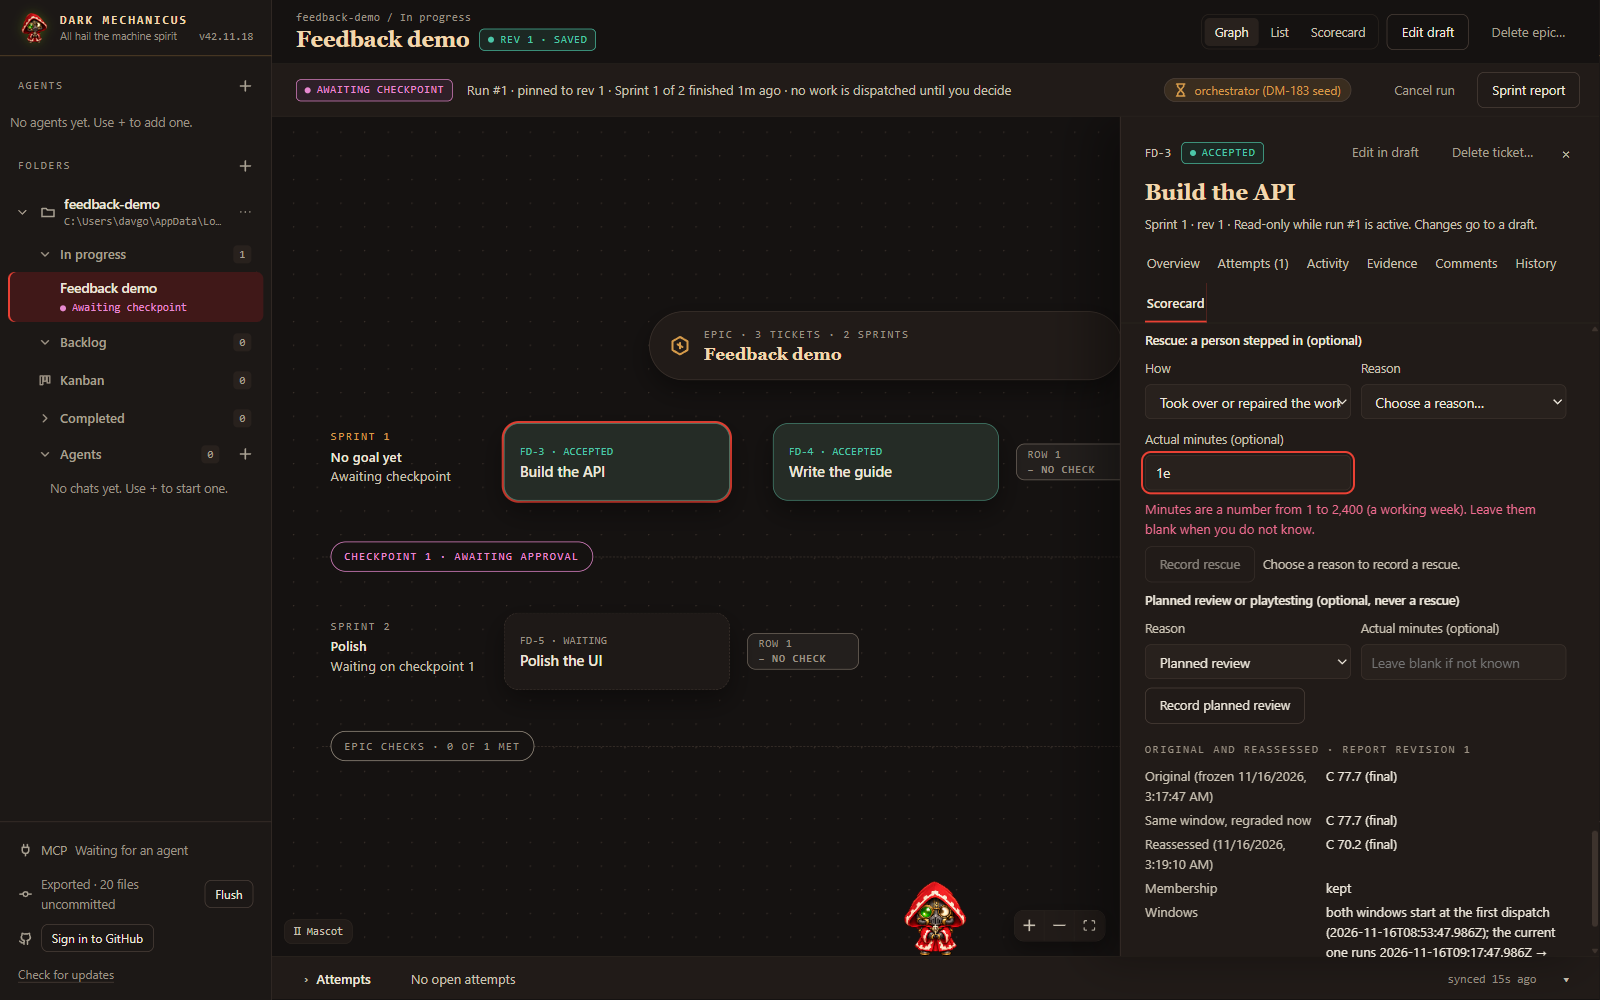 DARK MECHANICUS
All hail the machine spirit
v42.11.18
AGENTS
No agents yet. Use + to add one.
FOLDERS
feedback-demo
C:\Users\davgo\AppData\Lo…
In progress
1
Feedback demo
Awaiting checkpoint
Backlog
0
Kanban
0
Completed
0
Agents
0
No chats yet. Use + to start one.
MCP Waiting for an agent
Exported · 20 files
uncommitted
Flush
Sign in to GitHub
Check for updates
feedback-demo / In progress
Feedback demo
REV 1 · SAVED
Graph
List
Scorecard
Edit draft
Delete epic...
AWAITING CHECKPOINT
Run #1 · pinned to rev 1 · Sprint 1 of 2 finished 1m ago · no work is dispatched until you decide
orchestrator (DM-183 seed)
Cancel run
Sprint report
EPIC · 3 TICKETS · 2 SPRINTS
Feedback demo
SPRINT 1
No goal yet
Awaiting checkpoint
FD-3 · ACCEPTED
Build the API
FD-4 · ACCEPTED
Write the guide
ROW 1
– NO CHECK
CHECKPOINT 1 · AWAITING APPROVAL
SPRINT 2
Polish
Waiting on checkpoint 1
FD-5 · WAITING
Polish the UI
ROW 1
– NO CHECK
EPIC CHECKS · 0 OF 1 MET
Mascot
Attempts
No open attempts
synced 15s ago
FD-3
ACCEPTED
Edit in draft
Delete ticket...
Build the API
Sprint 1 · rev 1 · Read-only while run #1 is active. Changes go to a draft.
Overview
Attempts (1)
Activity
Evidence
Comments
History
Scorecard
Rescue: a person stepped in (optional)
How
Reason
Took over or repaired the work
Choose a reason...
Actual minutes (optional)
1e
Minutes are a number from 1 to 2,400 (a working week). Leave them
blank when you do not know.
Record rescue
Choose a reason to record a rescue.
Planned review or playtesting (optional, never a rescue)
Reason
Actual minutes (optional)
Planned review
Leave blank if not known
Record planned review
ORIGINAL AND REASSESSED · REPORT REVISION 1
Original (frozen 11/16/2026,
3:17:47 AM)
C 77.7 (final)
Same window, regraded now
C 77.7 (final)
Reassessed (11/16/2026,
3:19:10 AM)
C 70.2 (final)
Membership
kept
Windows
both windows start at the first dispatch
(2026-11-16T08:53:47.986Z); the current
one runs 2026-11-16T09:17:47.986Z →